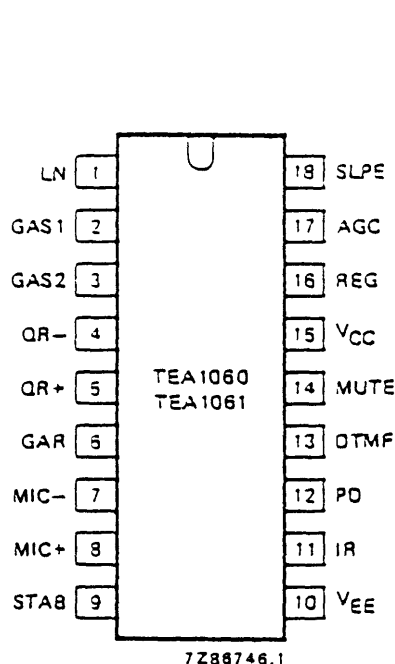 LN 1 18 SLPE
GAS1 2 17 AGC
GAS2 3 16 REG
QR− 4 15 VCC
QR+ 5 14 MUTE
TEA1060
TEA1061
GAR 6 13 DTMF
MIC− 7 12 PD
MIC+ 8 11 IR
STAB 9 10 VEE
7Z86746.1